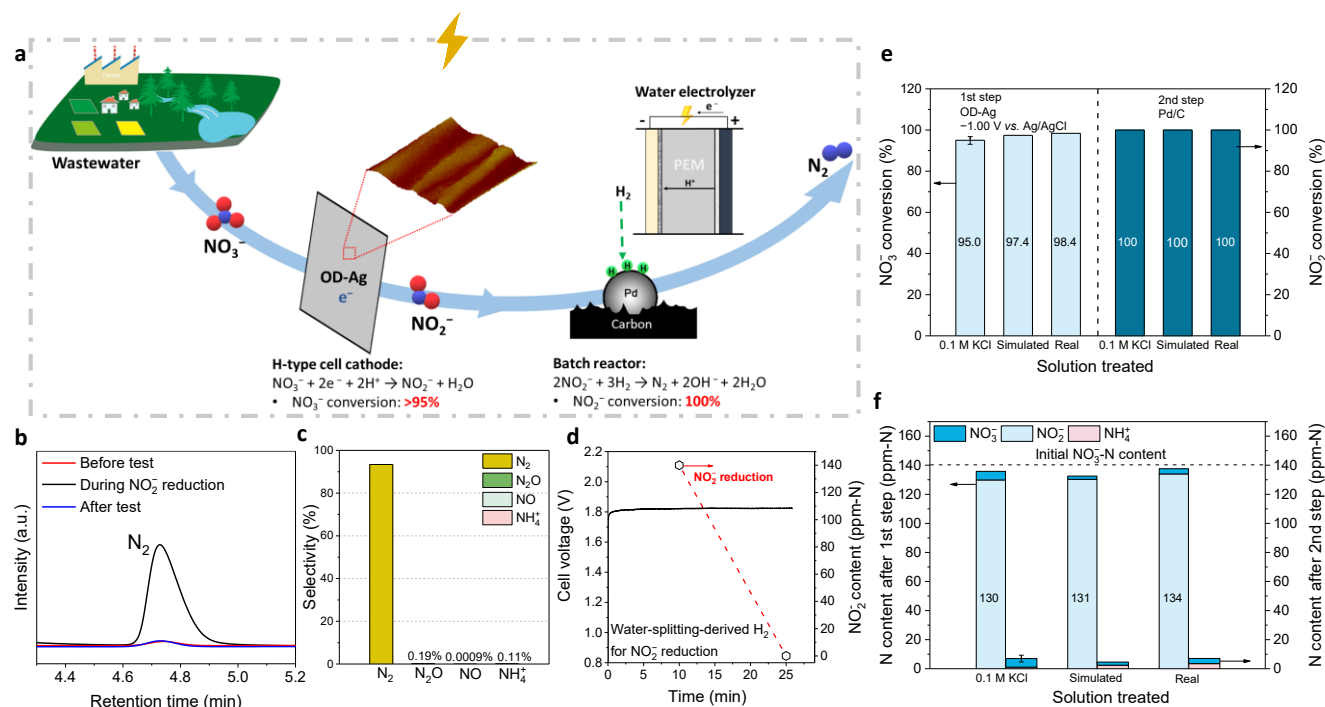 a
Factory
Wastewater
NO₃⁻
OD-Ag
e⁻
NO₂⁻
H-type cell cathode:
NO₃⁻ + 2e⁻ + 2H⁺ → NO₂⁻ + H₂O
• NO₃⁻ conversion: >95%
Water electrolyzer
e⁻
- +
PEM
H⁺
H₂
H H H
Pd
Carbon
N₂
Batch reactor:
2NO₂⁻ + 3H₂ → N₂ + 2OH⁻ + 2H₂O
• NO₂⁻ conversion: 100%
b
Before test
During NO₂⁻ reduction
After test
N₂
Intensity (a.u.)
4.4 4.6 4.8 5.0 5.2
Retention time (min)
c
N₂
N₂O
NO
NH₄⁺
Selectivity (%)
100
80
60
40
20
0
0.19% 0.0009% 0.11%
N₂ N₂O NO NH₄⁺
d
Cell voltage (V)
2.2
2.0
1.8
1.6
1.4
1.2
1.0
0.8
NO₂⁻ reduction
Water-splitting-derived H₂
for NO₂⁻ reduction
140
120
100
80
60
40
20
0
NO₂⁻ content (ppm-N)
0 5 10 15 20 25
Time (min)
e
NO₃⁻ conversion (%)
120
100
80
60
40
20
0
1st step
OD-Ag
−1.00 V vs. Ag/AgCl
2nd step
Pd/C
95.0 97.4 98.4 100 100 100
120
100
80
60
40
20
0
NO₂⁻ conversion (%)
0.1 M KCl Simulated Real 0.1 M KCl Simulated Real
Solution treated
f
N content after 1st step (ppm-N)
160
140
120
100
80
60
40
20
0
NO₃⁻ NO₂⁻ NH₄⁺
Initial NO₃⁻-N content
130 131 134
160
140
120
100
80
60
40
20
0
N content after 2nd step (ppm-N)
0.1 M KCl Simulated Real
Solution treated